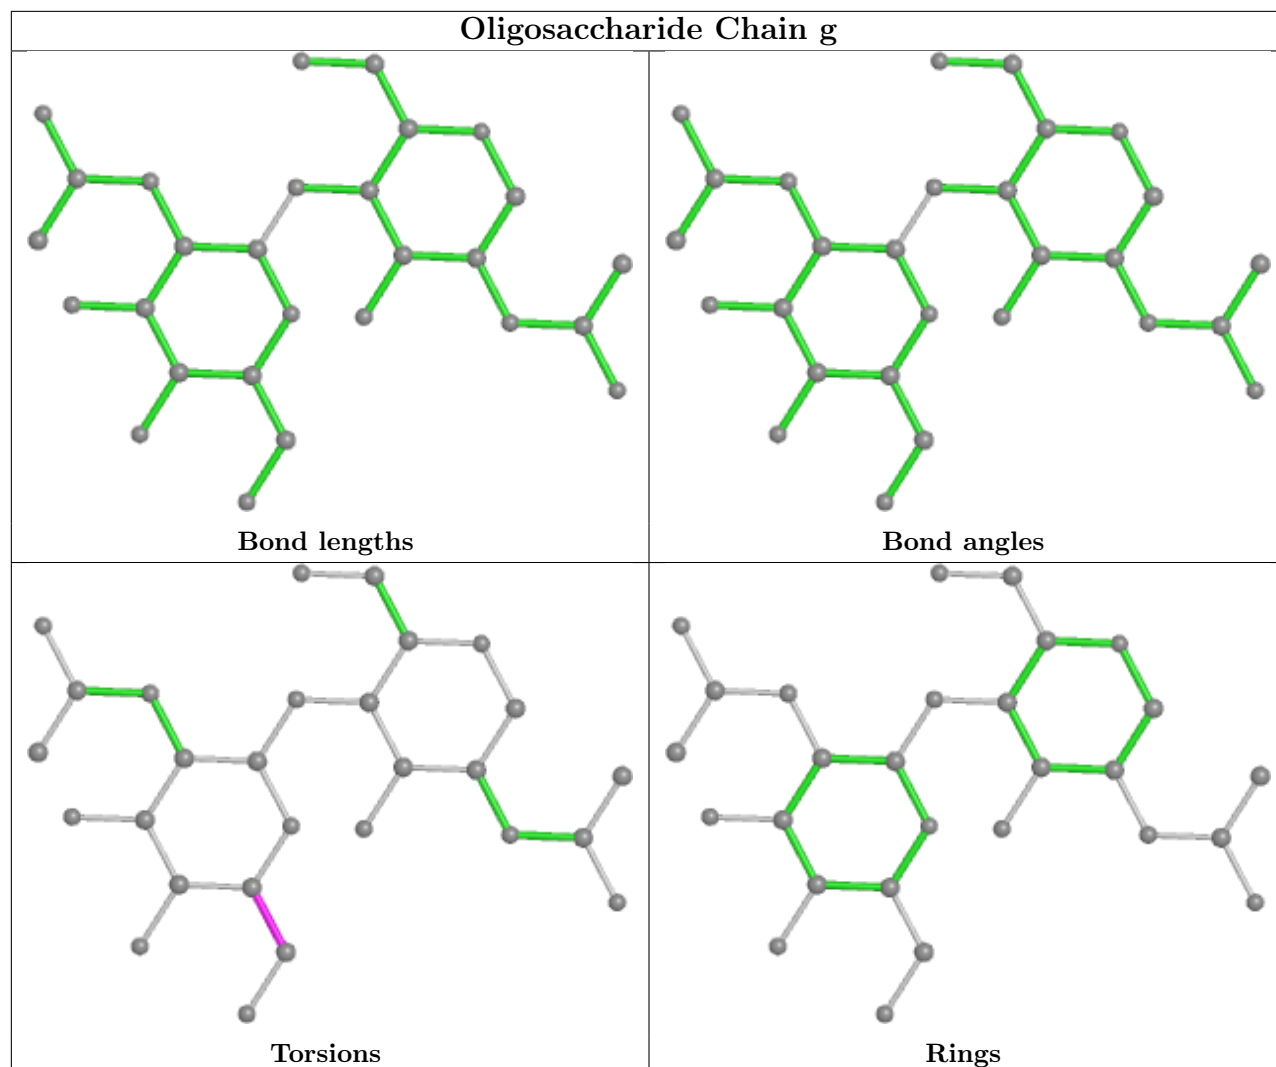 Oligosaccharide Chain g
Bond lengths
Bond angles
Torsions
Rings